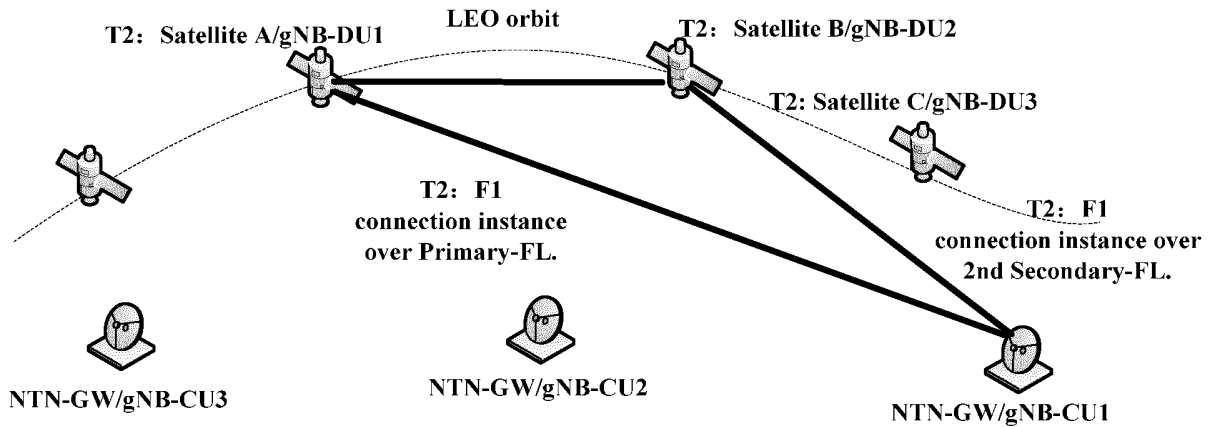 LEO orbit
T2: Satellite A/gNB-DU1
T2: Satellite B/gNB-DU2
T2: Satellite C/gNB-DU3
T2: F1
connection instance
over Primary-FL.
T2: F1
connection instance over
2nd Secondary-FL.
NTN-GW/gNB-CU3
NTN-GW/gNB-CU2
NTN-GW/gNB-CU1